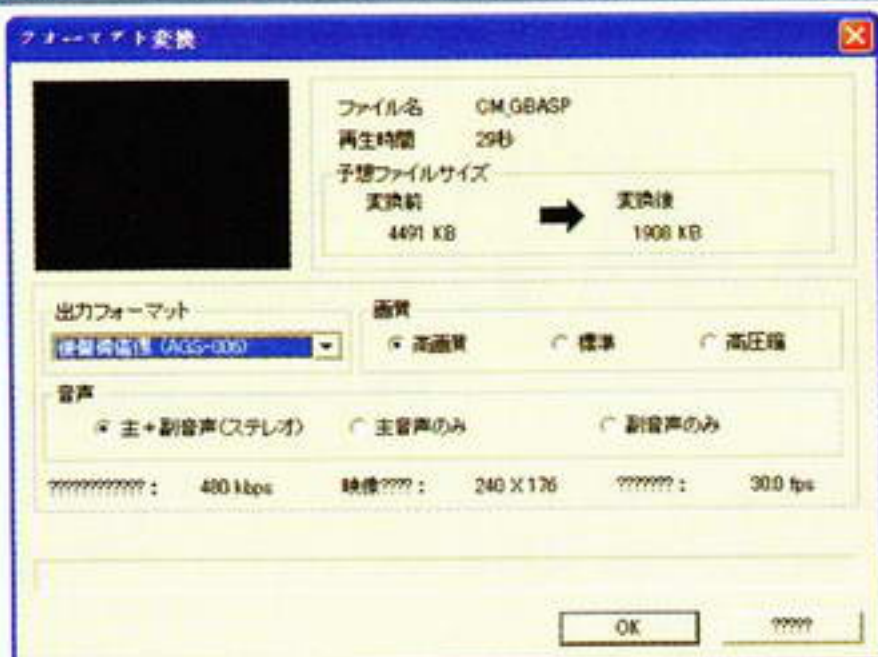 フォーマット変換
ファイル名 CM_GBASP
再生時間 29秒
予想ファイルサイズ
変換前 変換後
4491 KB 1908 KB
出力フォーマット
(AGS-006)
画質
高画質 標準 高圧縮
音声
主+副音声(ステレオ) 主音声のみ 副音声のみ
????????????: 480 kbps 映像????: 240 X 176 ???????: 30.0 fps
OK ?????